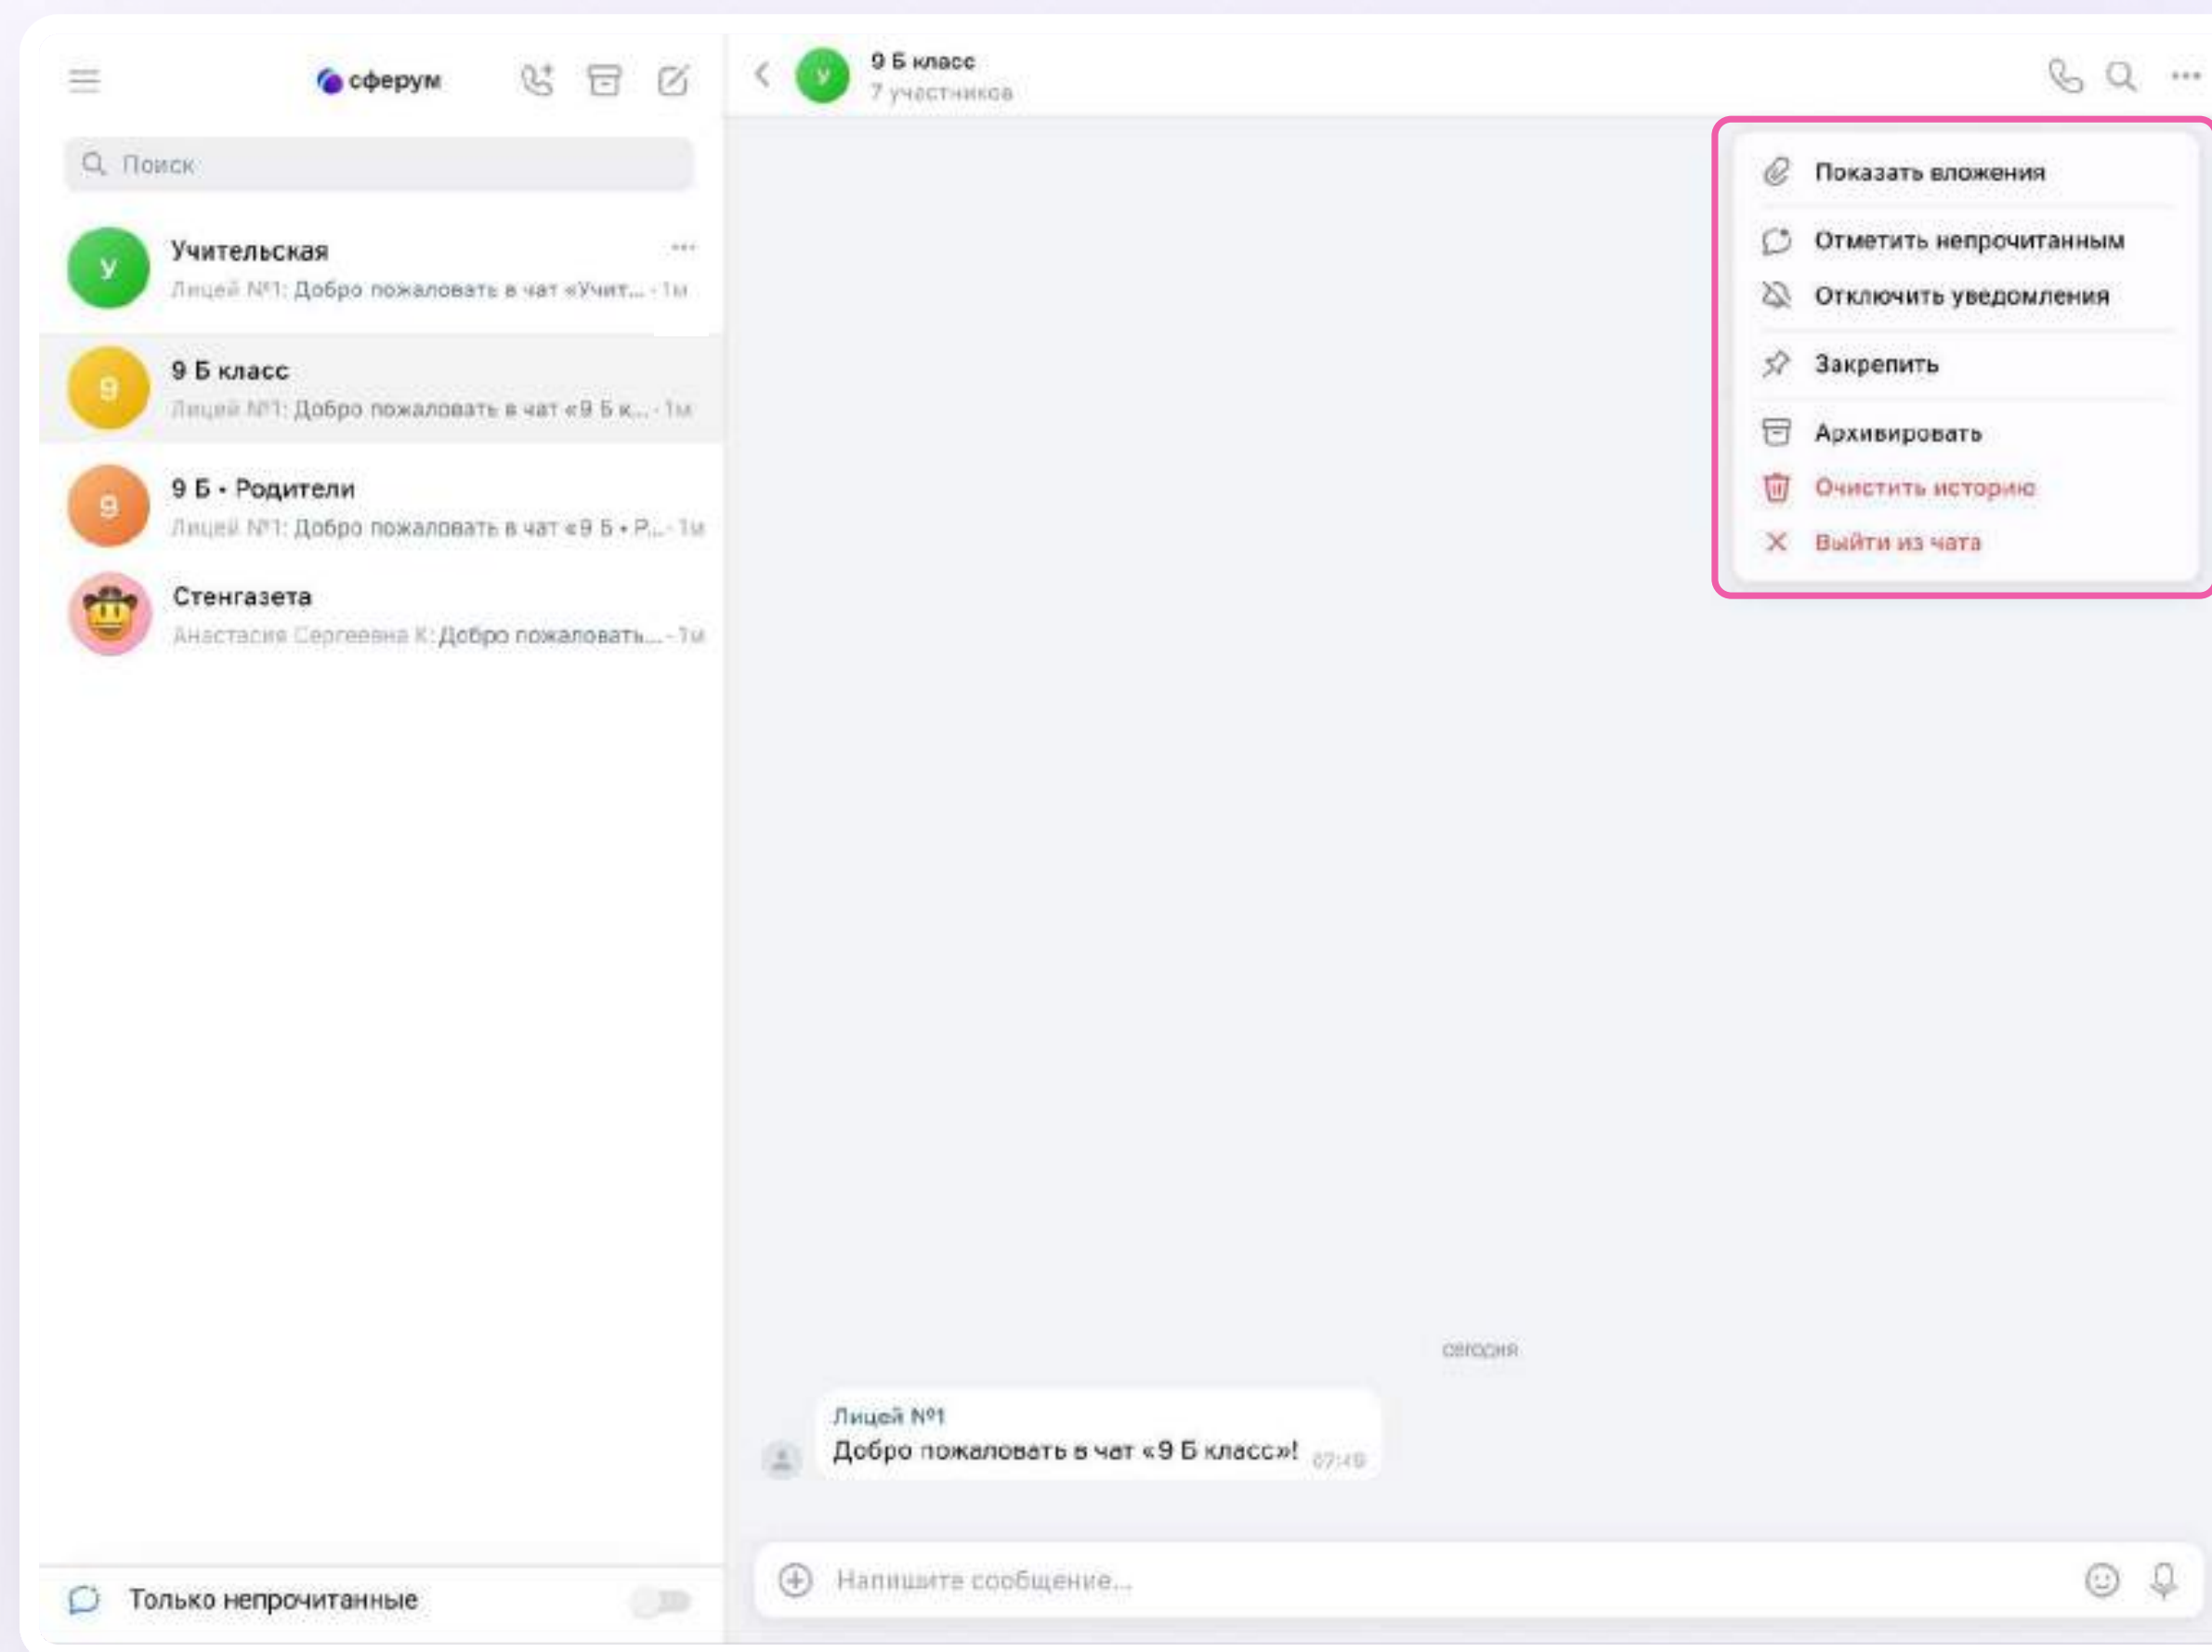 сферум
Поиск
У
Учительская
Лицей №1: Добро пожаловать в чат «Учит... · 1м
9
9 Б класс
Лицей №1: Добро пожаловать в чат «9 Б к... · 1м
9
9 Б • Родители
Лицей №1: Добро пожаловать в чат «9 Б • Р... · 1м
Стенгазета
Анастасия Сергеевна К: Добро пожаловать... · 1м
Только непрочитанные
У
9 Б класс
7 участников
Показать вложения
Отметить непрочитанным
Отключить уведомления
Закрепить
Архивировать
Очистить историю
Выйти из чата
сегодня
Лицей №1
Добро пожаловать в чат «9 Б класс»!
Напишите сообщение...